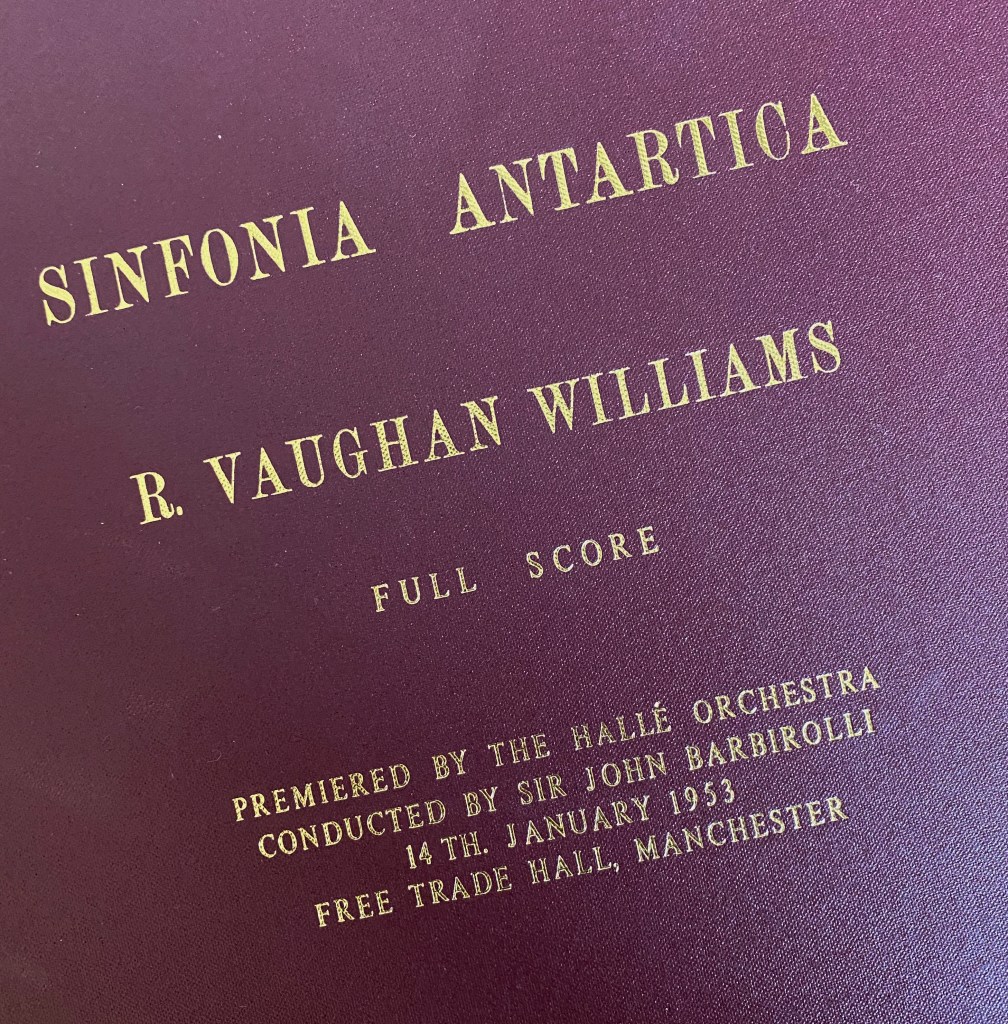 SINFONIA ANTARTICA
R. VAUGHAN WILLIAMS
FULL SCORE
PREMIERED BY THE HALLÉ ORCHESTRA
CONDUCTED BY SIR JOHN BARBIROLLI
14 TH. JANUARY 1953
FREE TRADE HALL, MANCHESTER